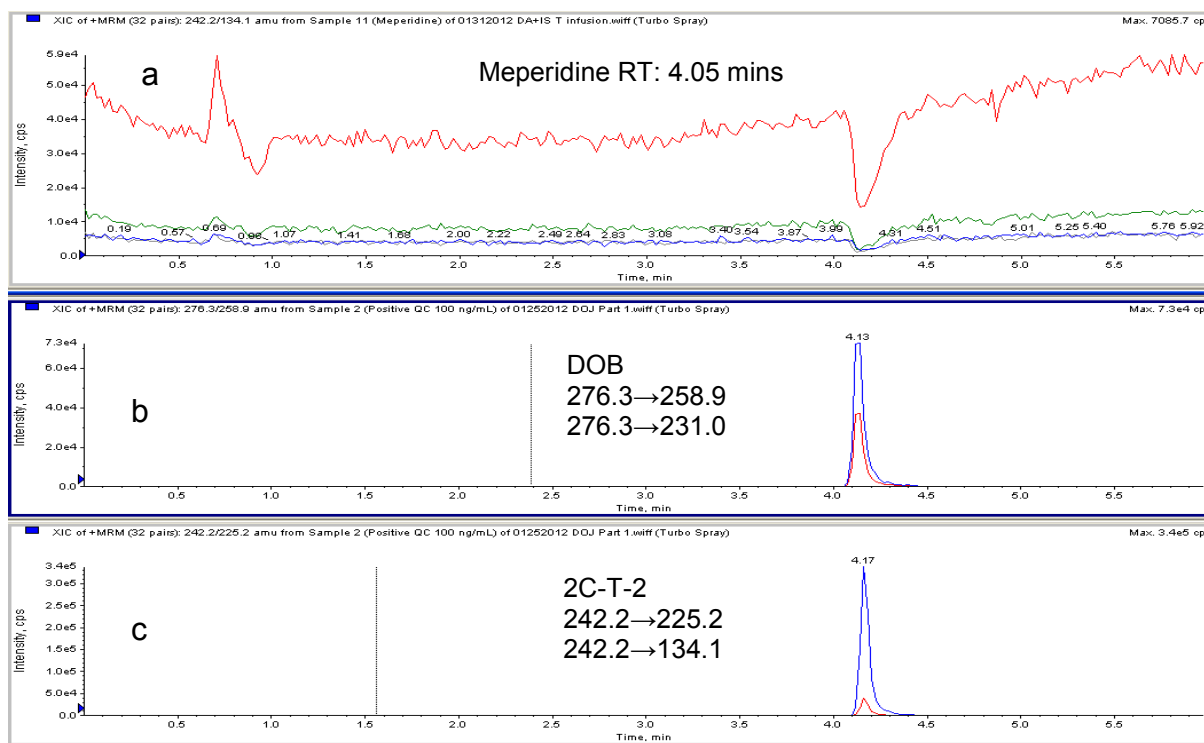 XIC of +MRM (32 pairs): 242.2/134.1 amu from Sample 11 (Meperidine) of 01312012 DA+IS T infusion.wiff (Turbo Spray) Max. 7085.7 cp
a
Meperidine RT: 4.05 mins
Intensity, cps
5.9e4
5.0e4
4.0e4
3.0e4
2.0e4
1.0e4
0.0
0.19 0.57 0.69 1.07 1.41 1.68 2.00 2.22 2.49 2.64 2.83 3.08 3.40 3.54 3.87 3.99 4.31 4.51 5.01 5.25 5.40 5.76 5.92
0.5 1.0 1.5 2.0 2.5 3.0 3.5 4.0 4.5 5.0 5.5
Time, min
XIC of +MRM (32 pairs): 276.3/258.9 amu from Sample 2 (Positive QC 100 ng/mL) of 01252012 DOJ Part 1.wiff (Turbo Spray) Max. 7.3e4 cp
b
DOB
276.3→258.9
276.3→231.0
4.13
Intensity, cps
7.3e4
6.0e4
4.0e4
2.0e4
0.0
0.5 1.0 1.5 2.0 2.5 3.0 3.5 4.0 4.5 5.0 5.5
Time, min
XIC of +MRM (32 pairs): 242.2/225.2 amu from Sample 2 (Positive QC 100 ng/mL) of 01252012 DOJ Part 1.wiff (Turbo Spray) Max. 3.4e5 cp
c
2C-T-2
242.2→225.2
242.2→134.1
4.17
Intensity, cps
3.4e5
3.0e5
2.5e5
2.0e5
1.5e5
1.0e5
5.0e4
0.0
0.5 1.0 1.5 2.0 2.5 3.0 3.5 4.0 4.5 5.0 5.5
Time, min